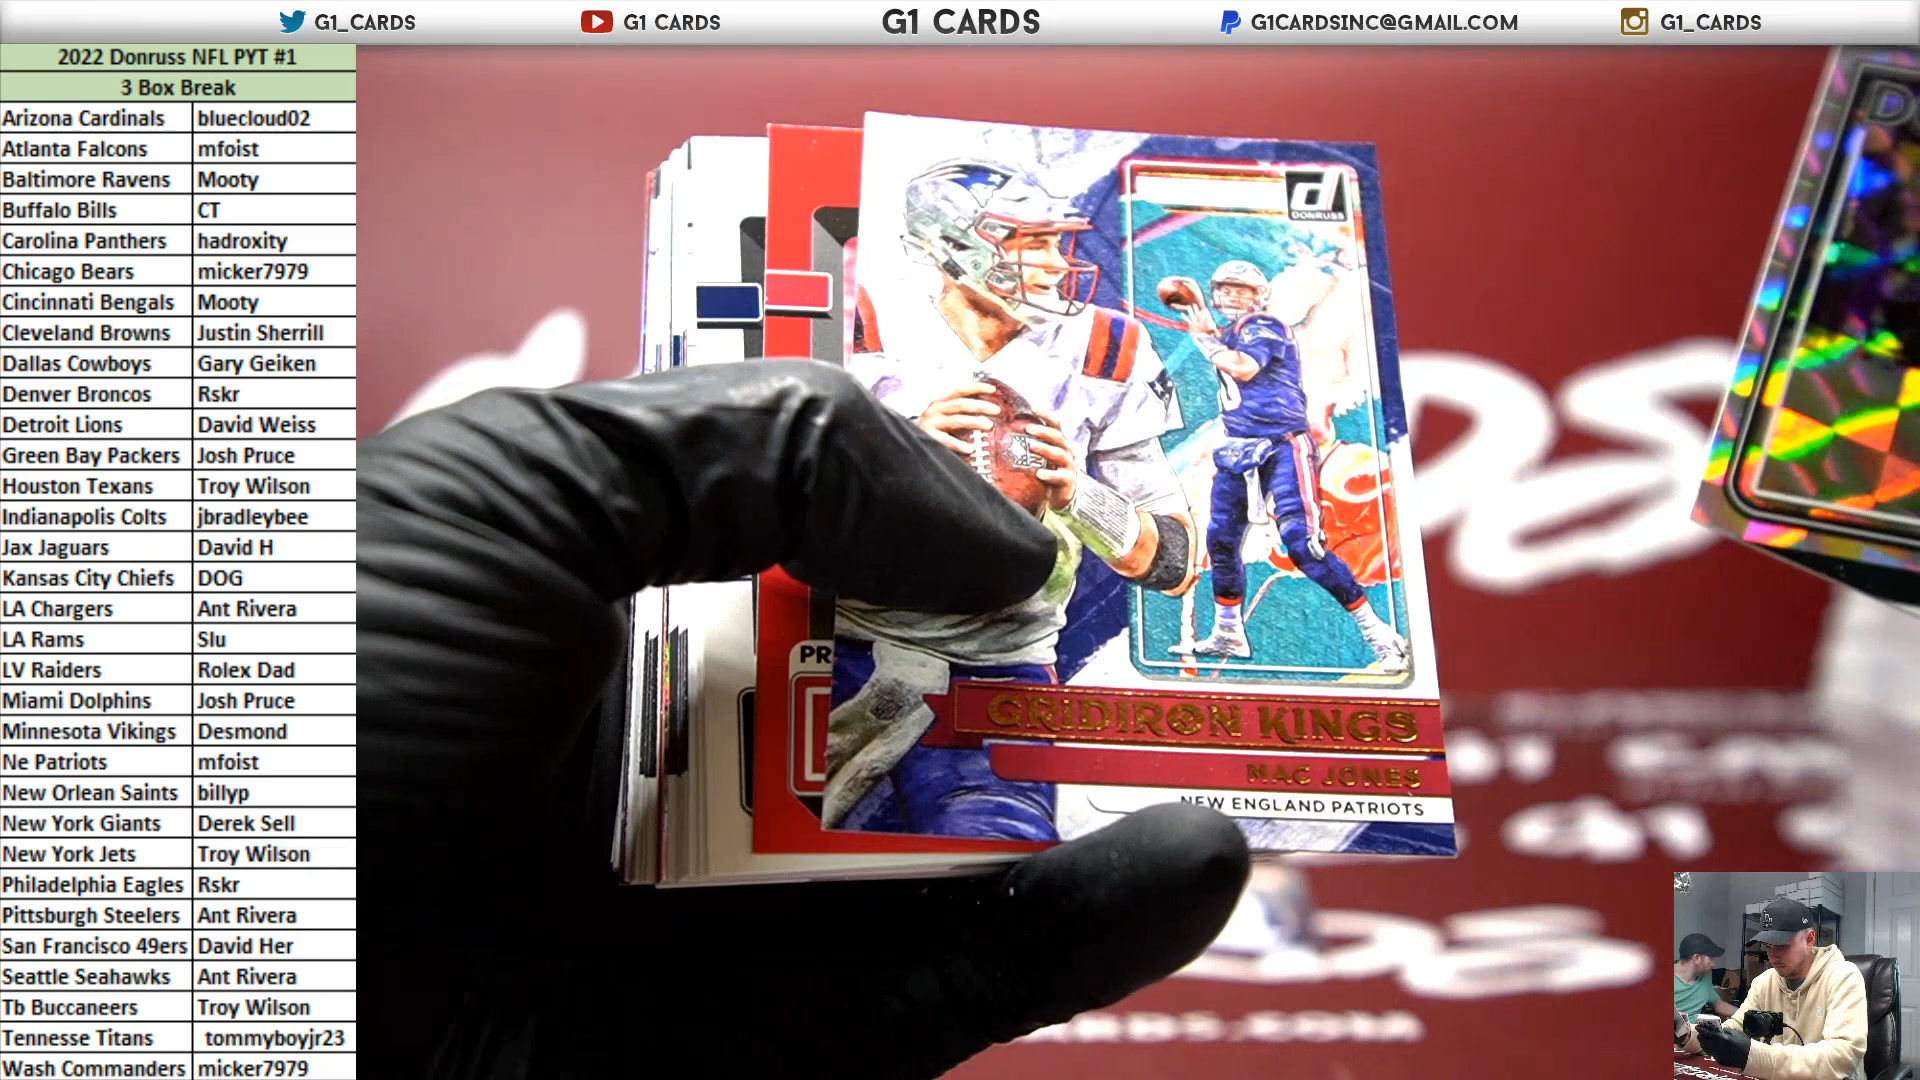 G1_CARDS
G1 CARDS
G1 CARDS
G1CARDSINC@GMAIL.COM
G1_CARDS
2022 Donruss NFL PYT #1
3 Box Break
Arizona Cardinals bluecloud02
Atlanta Falcons mfoist
Baltimore Ravens Mooty
Buffalo Bills CT
Carolina Panthers hadroxity
Chicago Bears micker7979
Cincinnati Bengals Mooty
Cleveland Browns Justin Sherrill
Dallas Cowboys Gary Geiken
Denver Broncos Rskr
Detroit Lions David Weiss
Green Bay Packers Josh Pruce
Houston Texans Troy Wilson
Indianapolis Colts jbradleybee
Jax Jaguars David H
Kansas City Chiefs DOG
LA Chargers Ant Rivera
LA Rams Slu
LV Raiders Rolex Dad
Miami Dolphins Josh Pruce
Minnesota Vikings Desmond
Ne Patriots mfoist
New Orlean Saints billyp
New York Giants Derek Sell
New York Jets Troy Wilson
Philadelphia Eagles Rskr
Pittsburgh Steelers Ant Rivera
San Francisco 49ers David Her
Seattle Seahawks Ant Rivera
Tb Buccaneers Troy Wilson
Tennesse Titans tommyboyjr23
Wash Commanders micker7979
d
DONRUSS
PR
GRIDIRON KINGS
MAC JONES
NEW ENGLAND PATRIOTS